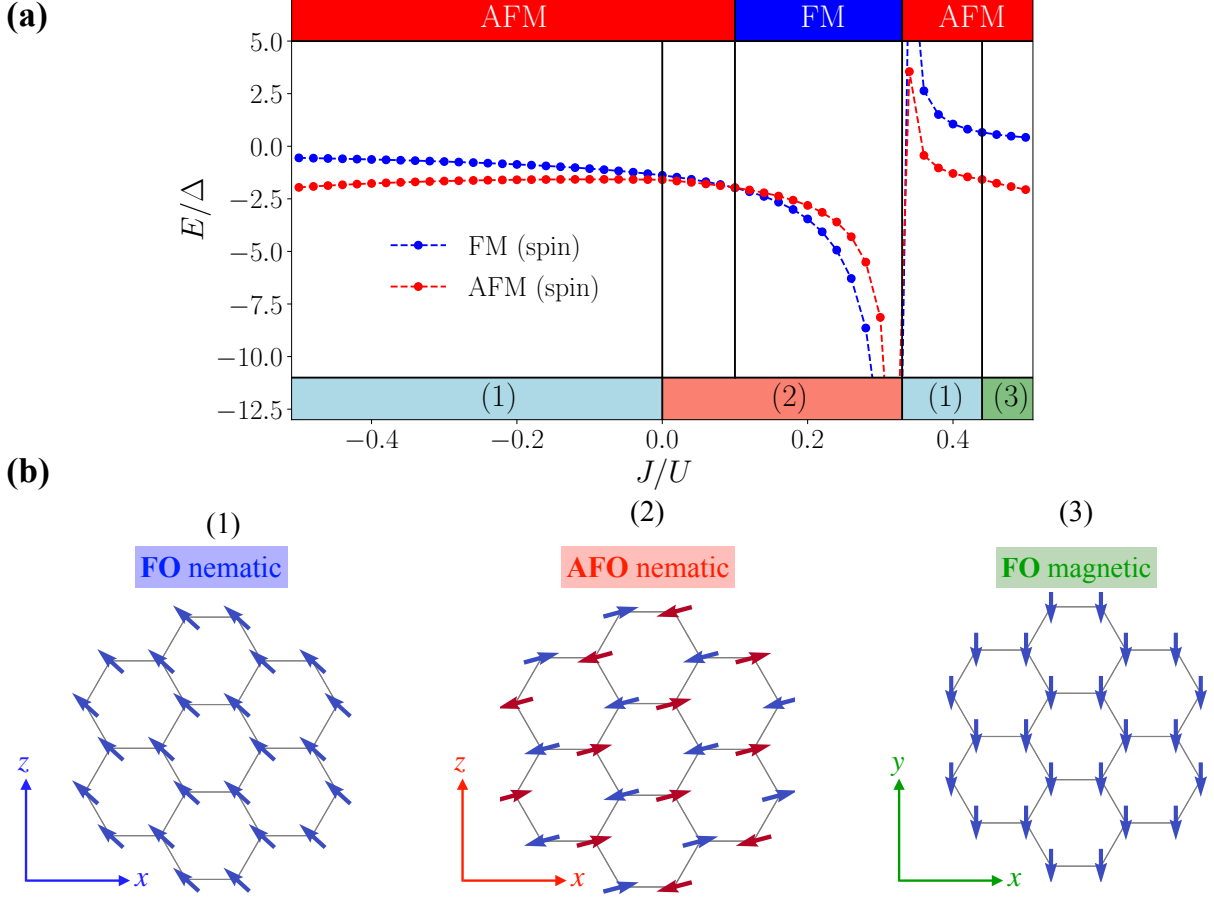 (a)
AFM FM AFM
5.0
2.5
0.0
−2.5
−5.0
−7.5
−10.0
−12.5
E/Δ
FM (spin)
AFM (spin)
(1) (2) (1) (3)
−0.4 −0.2 0.0 0.2 0.4
J/U
(b)
(1) (2) (3)
FO nematic AFO nematic FO magnetic
z z y
x x x